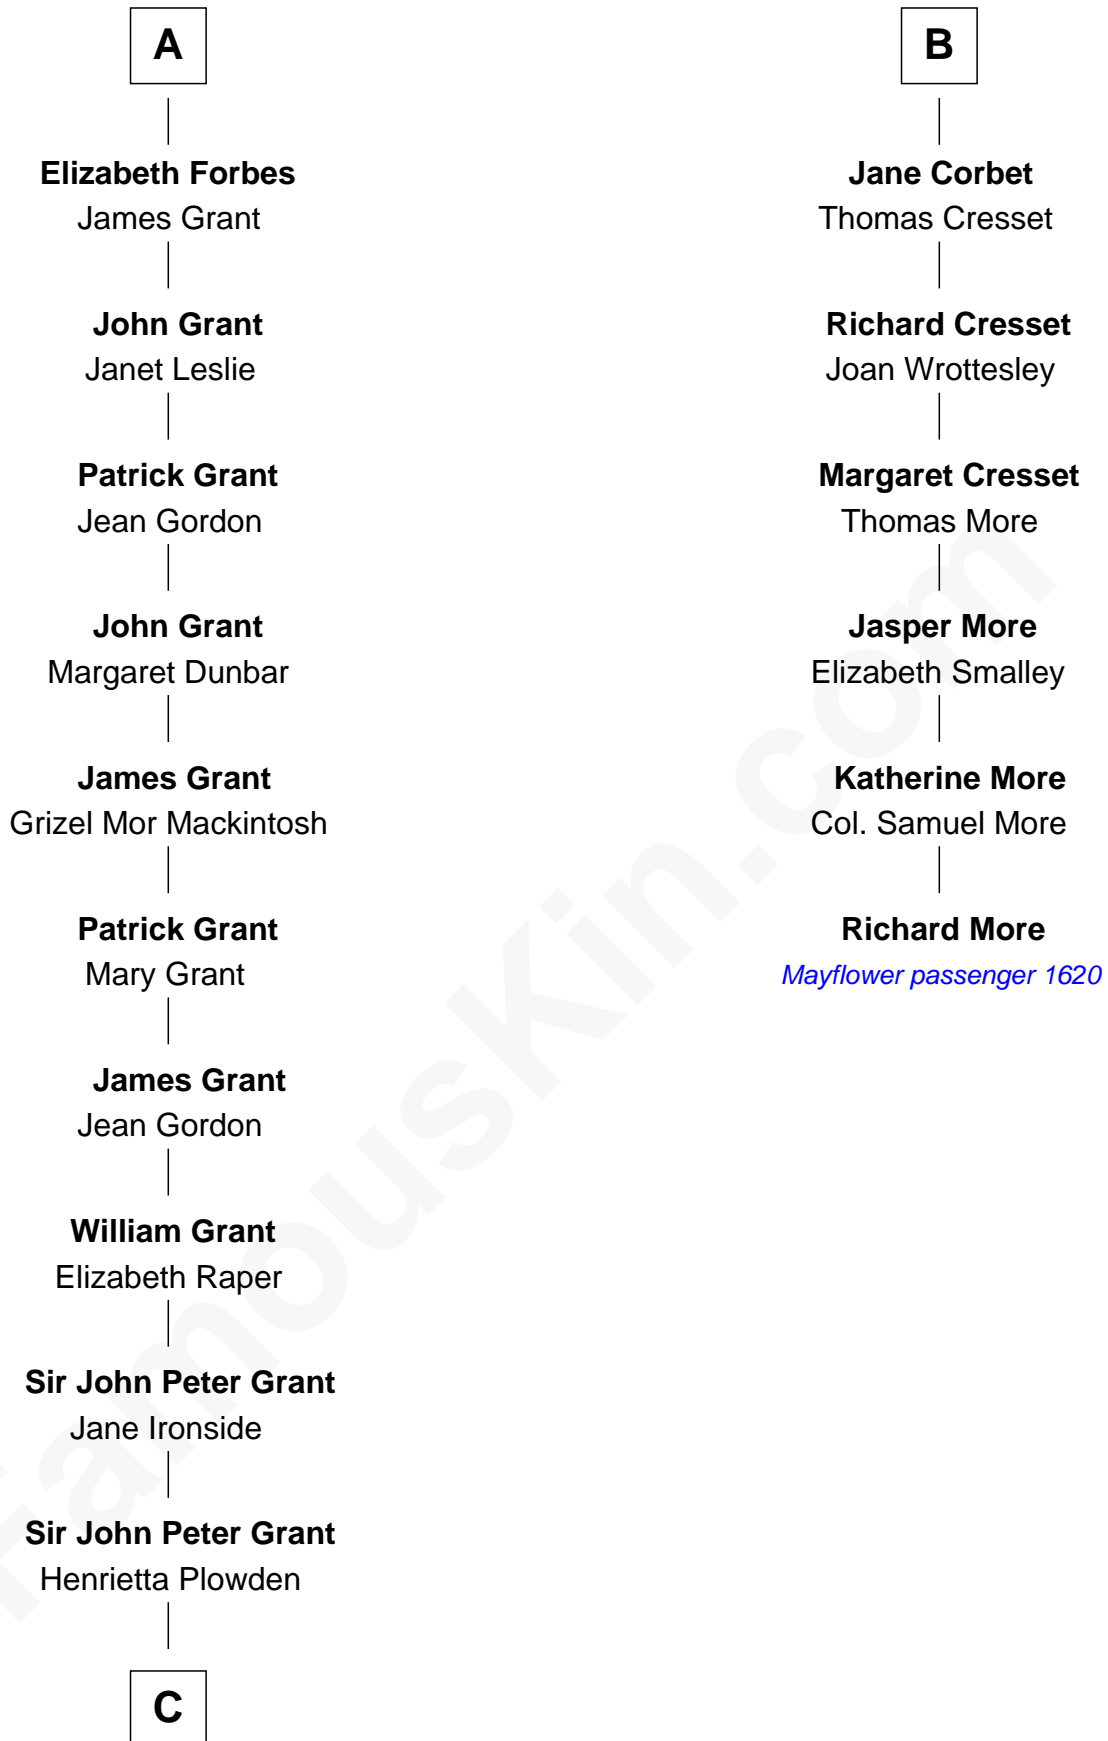 A
Elizabeth Forbes
James Grant
John Grant
Janet Leslie
Patrick Grant
Jean Gordon
John Grant
Margaret Dunbar
James Grant
Grizel Mor Mackintosh
Patrick Grant
Mary Grant
James Grant
Jean Gordon
William Grant
Elizabeth Raper
Sir John Peter Grant
Jane Ironside
Sir John Peter Grant
Henrietta Plowden
C
B
Jane Corbet
Thomas Cresset
Richard Cresset
Joan Wrottesley
Margaret Cresset
Thomas More
Jasper More
Elizabeth Smalley
Katherine More
Col. Samuel More
Richard More
Mayflower passenger 1620
FamousKin.com